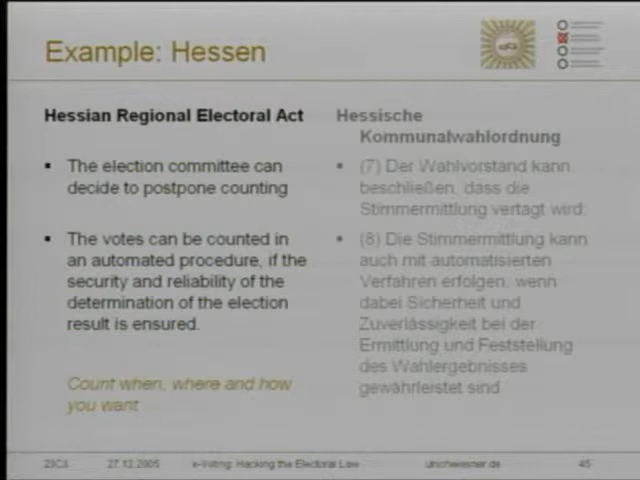 Example: Hessen
Hessian Regional Electoral Act
The election committee can
decide to postpone counting
The votes can be counted in
an automated procedure, if the
security and reliability of the
determination of the election
result is ensured.
Count when, where and how
you want
Hessische
Kommunalwahlordnung
(7) Der Wahlvorstand kann
beschließen, dass die
Stimmermittlung vertagt wird.
(8) Die Stimmermittlung kann
auch mit automatisierten
Verfahren erfolgen, wenn
dabei Sicherheit und
Zuverlässigkeit bei der
Ermittlung und Feststellung
des Wahlergebnisses
gewährleistet sind
27.12.2005
e-Voting: Hacking the Electoral Law
ulrichwiesner.de
45